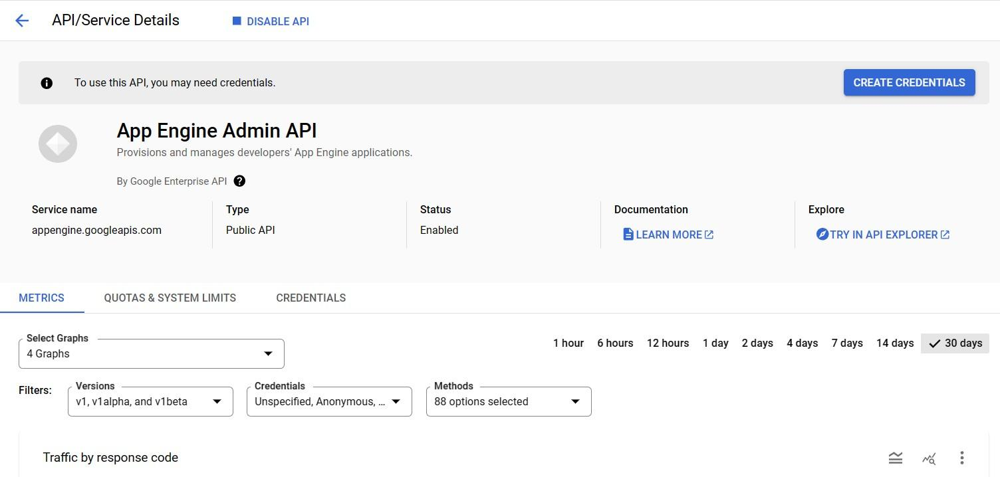 API/Service Details
DISABLE API
To use this API, you may need credentials.
CREATE CREDENTIALS
App Engine Admin API
Provisions and manages developers' App Engine applications.
By Google Enterprise API
Service name
appengine.googleapis.com
Type
Public API
Status
Enabled
Documentation
LEARN MORE
Explore
TRY IN API EXPLORER
METRICS
QUOTAS & SYSTEM LIMITS
CREDENTIALS
Select Graphs
4 Graphs
1 hour
6 hours
12 hours
1 day
2 days
4 days
7 days
14 days
30 days
Filters:
Versions
v1, v1alpha, and v1beta
Credentials
Unspecified, Anonymous, ...
Methods
88 options selected
Traffic by response code